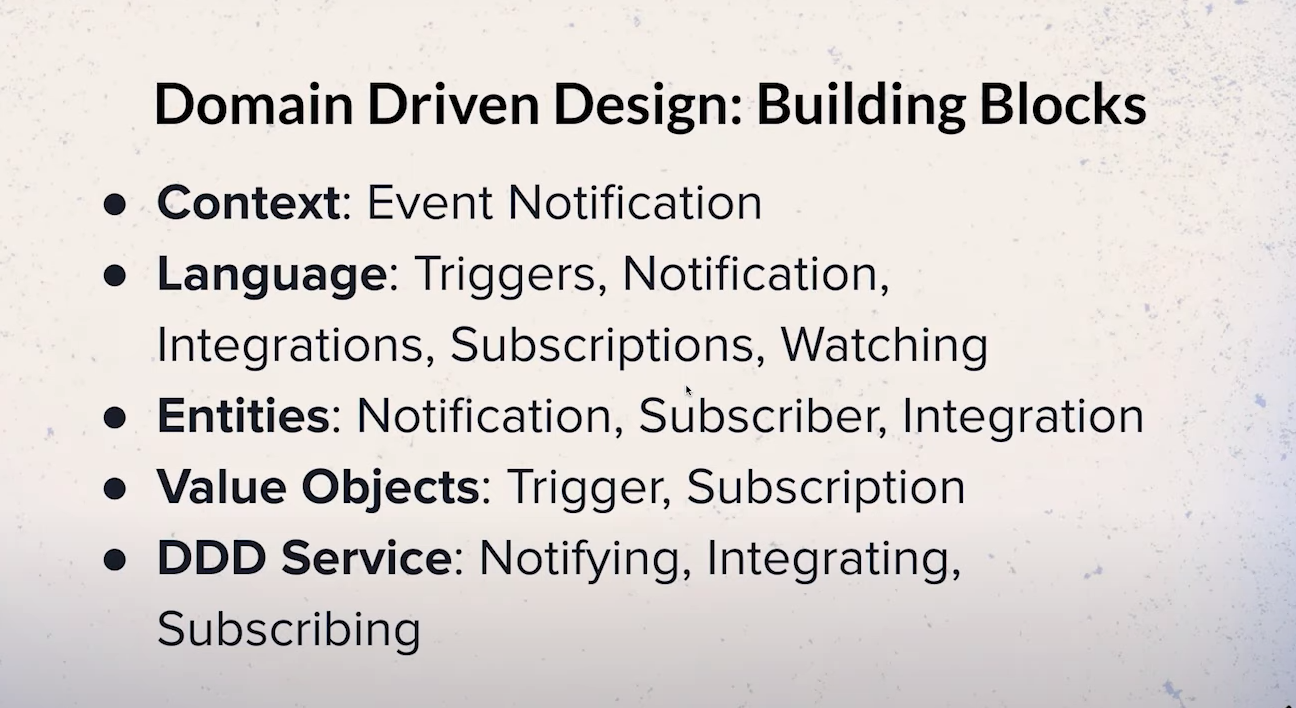 Domain Driven Design: Building Blocks
● Context: Event Notification
● Language: Triggers, Notification,
Integrations, Subscriptions, Watching
● Entities: Notification, Subscriber, Integration
● Value Objects: Trigger, Subscription
● DDD Service: Notifying, Integrating,
Subscribing